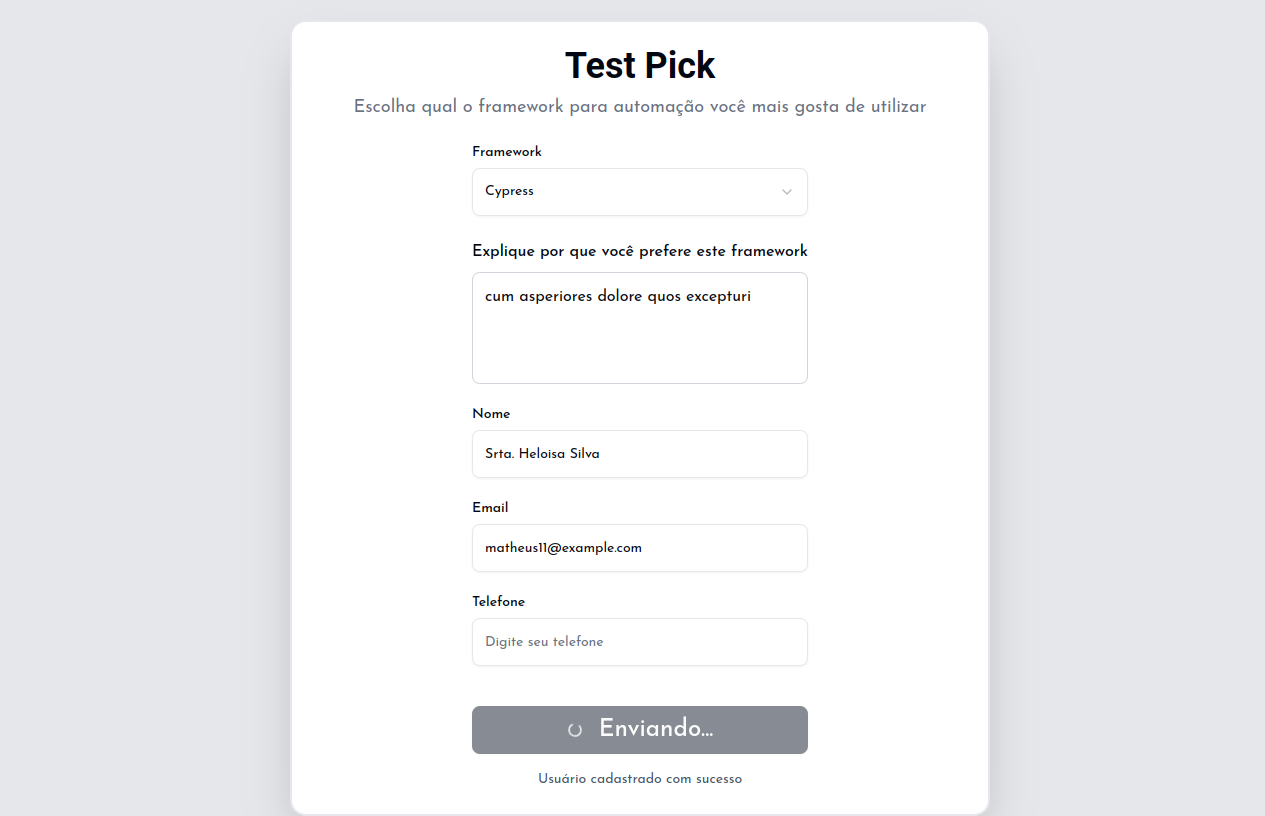 Test Pick
Escolha qual o framework para automação você mais gosta de utilizar
Framework
Cypress
Explique por que você prefere este framework
cum asperiores dolore quos excepturi
Nome
Srta. Heloisa Silva
Email
matheus11@example.com
Telefone
Digite seu telefone
Enviando...
Usuário cadastrado com sucesso